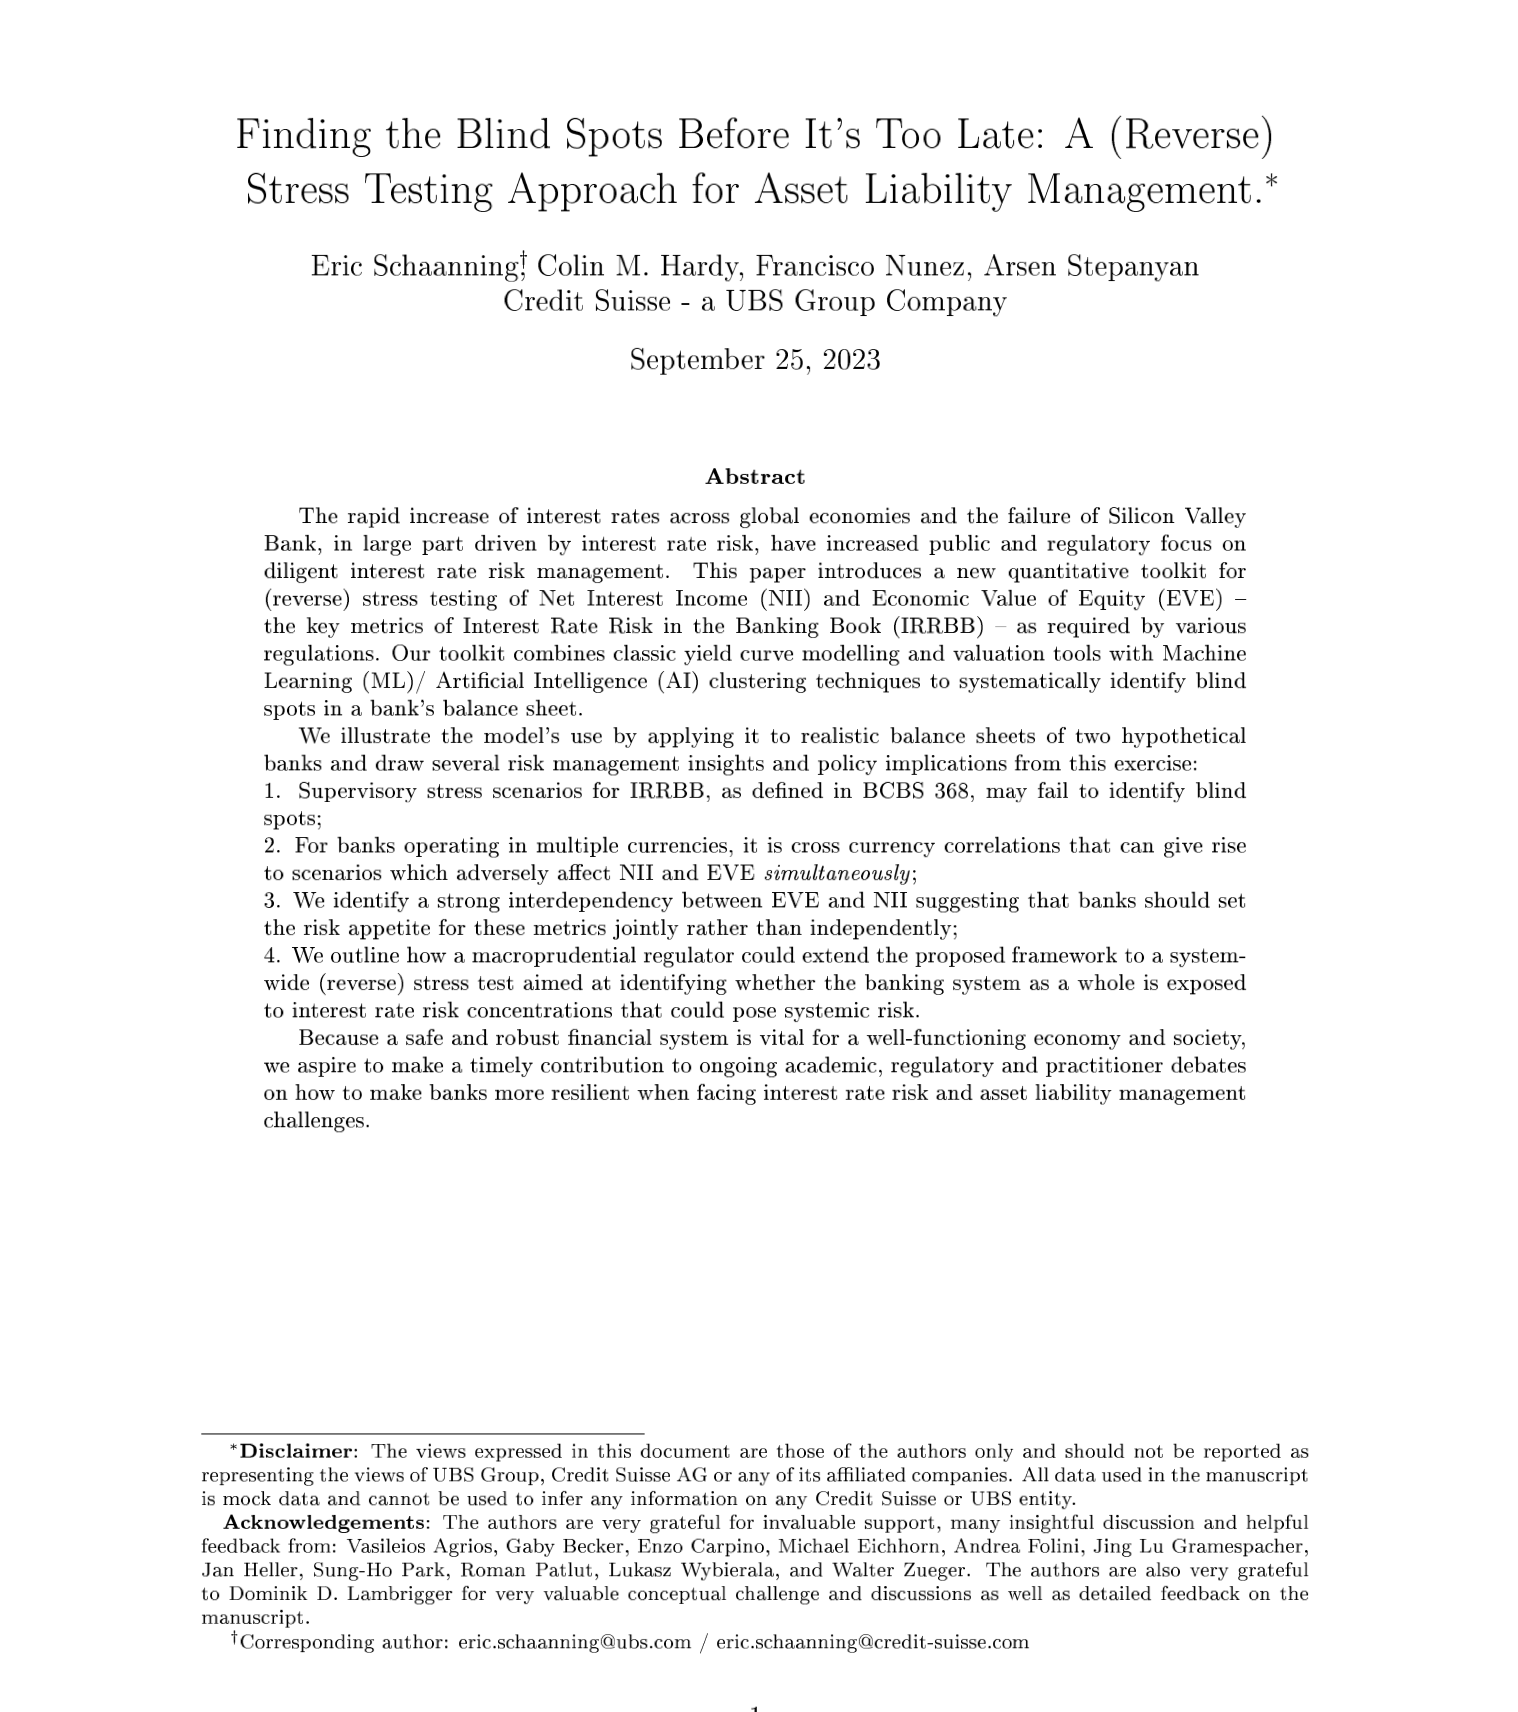 Finding the Blind Spots Before It's Too Late: A (Reverse)
Stress Testing Approach for Asset Liability Management.*
Eric Schaanning,† Colin M. Hardy, Francisco Nunez, Arsen Stepanyan
Credit Suisse - a UBS Group Company
September 25, 2023
Abstract
The rapid increase of interest rates across global economies and the failure of Silicon Valley
Bank, in large part driven by interest rate risk, have increased public and regulatory focus on
diligent interest rate risk management. This paper introduces a new quantitative toolkit for
(reverse) stress testing of Net Interest Income (NII) and Economic Value of Equity (EVE) –
the key metrics of Interest Rate Risk in the Banking Book (IRRBB) – as required by various
regulations. Our toolkit combines classic yield curve modelling and valuation tools with Machine
Learning (ML)/ Artificial Intelligence (AI) clustering techniques to systematically identify blind
spots in a bank's balance sheet.
We illustrate the model's use by applying it to realistic balance sheets of two hypothetical
banks and draw several risk management insights and policy implications from this exercise:
1. Supervisory stress scenarios for IRRBB, as defined in BCBS 368, may fail to identify blind
spots;
2. For banks operating in multiple currencies, it is cross currency correlations that can give rise
to scenarios which adversely affect NII and EVE simultaneously;
3. We identify a strong interdependency between EVE and NII suggesting that banks should set
the risk appetite for these metrics jointly rather than independently;
4. We outline how a macroprudential regulator could extend the proposed framework to a system-
wide (reverse) stress test aimed at identifying whether the banking system as a whole is exposed
to interest rate risk concentrations that could pose systemic risk.
Because a safe and robust financial system is vital for a well-functioning economy and society,
we aspire to make a timely contribution to ongoing academic, regulatory and practitioner debates
on how to make banks more resilient when facing interest rate risk and asset liability management
challenges.
*Disclaimer: The views expressed in this document are those of the authors only and should not be reported as
representing the views of UBS Group, Credit Suisse AG or any of its affiliated companies. All data used in the manuscript
is mock data and cannot be used to infer any information on any Credit Suisse or UBS entity.
Acknowledgements: The authors are very grateful for invaluable support, many insightful discussion and helpful
feedback from: Vasileios Agrios, Gaby Becker, Enzo Carpino, Michael Eichhorn, Andrea Folini, Jing Lu Gramespacher,
Jan Heller, Sung-Ho Park, Roman Patlut, Lukasz Wybierala, and Walter Zueger. The authors are also very grateful
to Dominik D. Lambrigger for very valuable conceptual challenge and discussions as well as detailed feedback on the
manuscript.
†Corresponding author: eric.schaanning@ubs.com / eric.schaanning@credit-suisse.com
1